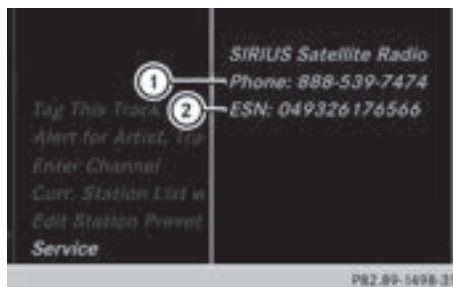 SIRIUS Satellite Radio
1
Phone: 888-539-7474
2
ESN: 049326176566
Tag This Track
Alert for Artist, Tra
Enter Channel
Curr. Station List w
Edit Station Preset
Service
P82.89-1498-31